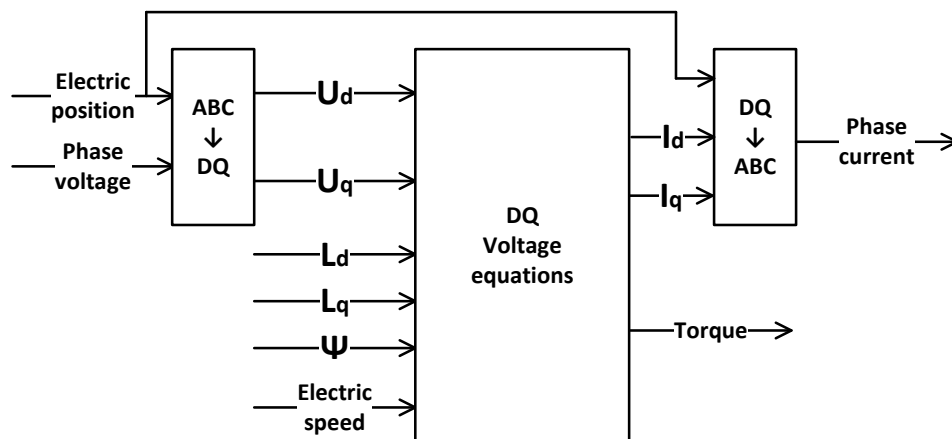 Electric
position
Phase
voltage
ABC
↓
DQ
Ud
Uq
Ld
Lq
Ψ
Electric
speed
DQ
Voltage
equations
Id
Iq
Torque
DQ
↓
ABC
Phase
current